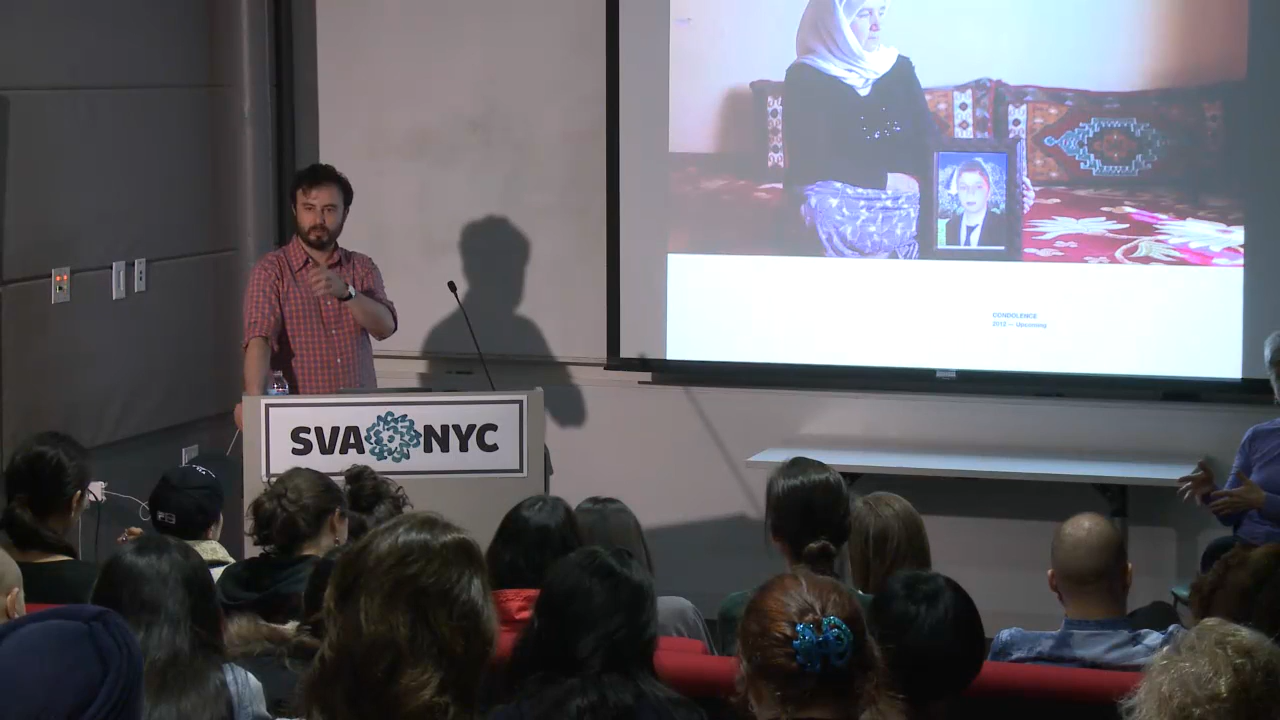 CONDOLENCE
2012 — Upcoming
SVA NYC